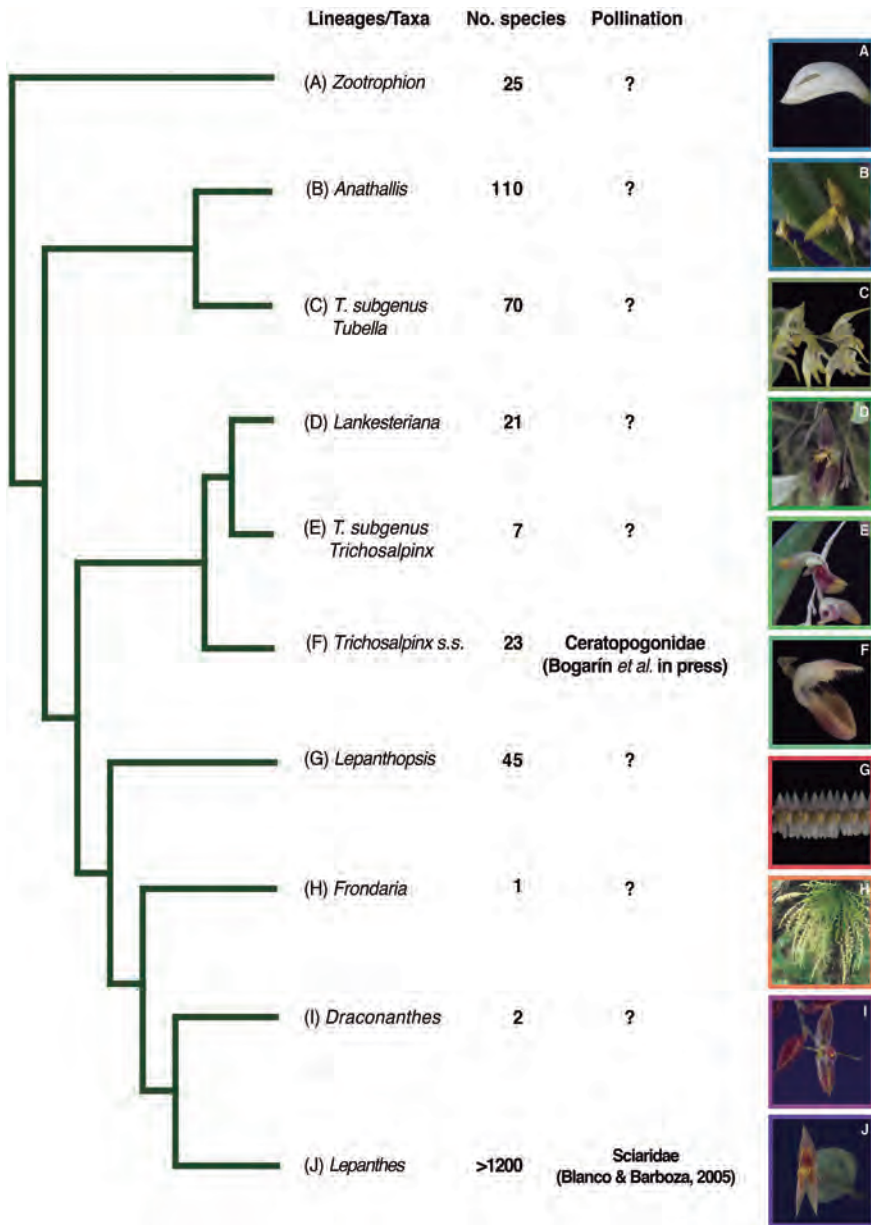 Lineages/Taxa No. species Pollination
(A) Zootrophion 25 ?
A
(B) Anathallis 110 ?
B
(C) T. subgenus 70 ?
Tubella
C
(D) Lankesteriana 21 ?
D
(E) T. subgenus 7 ?
Trichosalpinx
E
(F) Trichosalpinx s.s. 23 Ceratopogonidae
(Bogarín et al. in press)
F
(G) Lepanthopsis 45 ?
G
(H) Frondaria 1 ?
H
(I) Draconanthes 2 ?
I
(J) Lepanthes >1200 Sciaridae
(Blanco & Barboza, 2005)
J